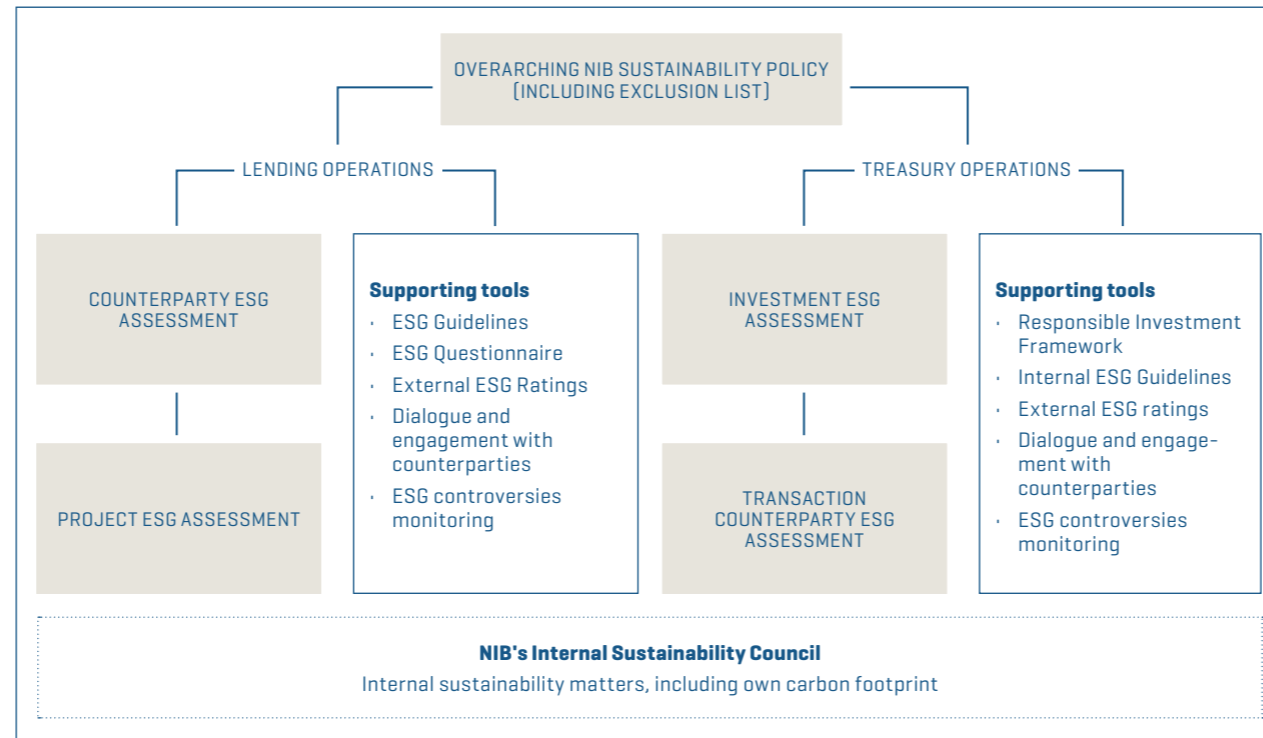 OVERARCHING NIB SUSTAINABILITY POLICY
(INCLUDING EXCLUSION LIST)
LENDING OPERATIONS
TREASURY OPERATIONS
COUNTERPARTY ESG
ASSESSMENT
PROJECT ESG ASSESSMENT
Supporting tools
· ESG Guidelines
· ESG Questionnaire
· External ESG Ratings
· Dialogue and
engagement with
counterparties
· ESG controversies
monitoring
INVESTMENT ESG
ASSESSMENT
TRANSACTION
COUNTERPARTY ESG
ASSESSMENT
Supporting tools
· Responsible Investment
Framework
· Internal ESG Guidelines
· External ESG ratings
· Dialogue and engage-
ment with
counterparties
· ESG controversies
monitoring
NIB's Internal Sustainability Council
Internal sustainability matters, including own carbon footprint